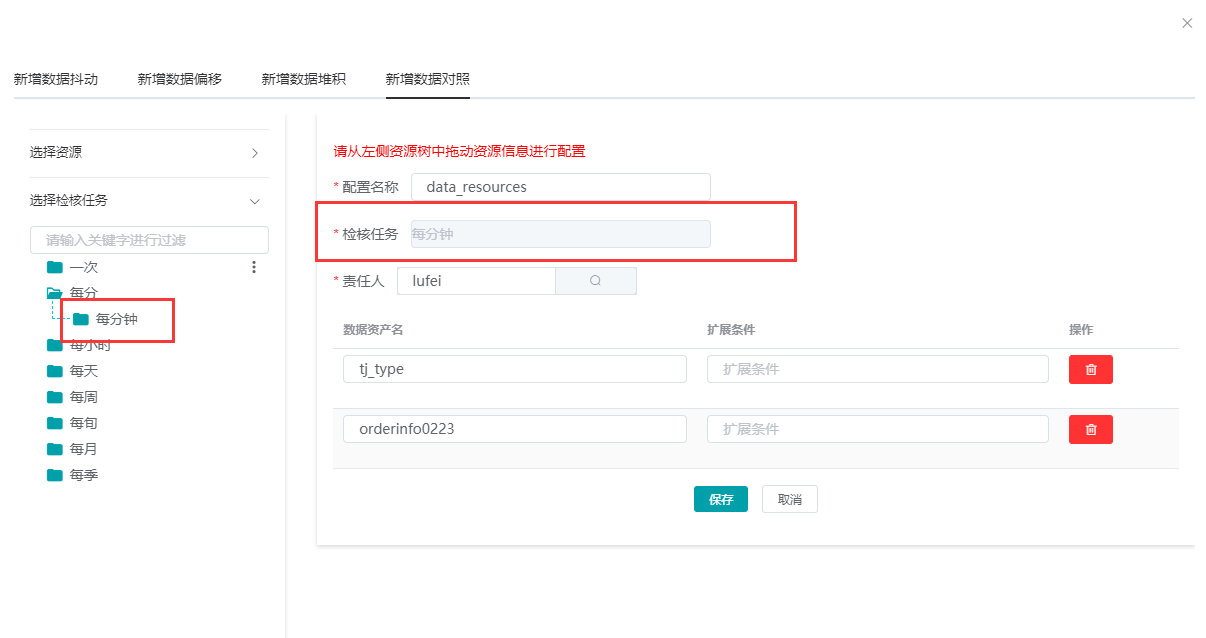 新增数据抖动 新增数据偏移 新增数据堆积 新增数据对照
选择资源
选择检核任务
请输入关键字进行过滤
一次
每分
每分钟
每小时
每天
每周
每旬
每月
每季
请从左侧资源树中拖动资源信息进行配置
* 配置名称 data_resources
* 检核任务 每分钟
* 责任人 lufei
数据资产名 扩展条件 操作
tj_type 扩展条件
orderinfo0223 扩展条件
保存 取消